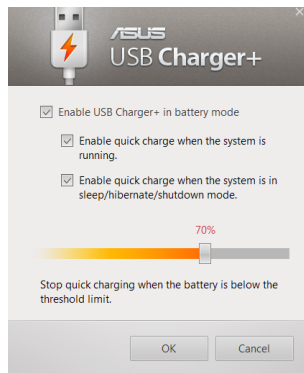 ASUS
USB Charger+
Enable USB Charger+ in battery mode
Enable quick charge when the system is
running.
Enable quick charge when the system is in
sleep/hibernate/shutdown mode.
70%
Stop quick charging when the battery is below the
threshold limit.
OK
Cancel